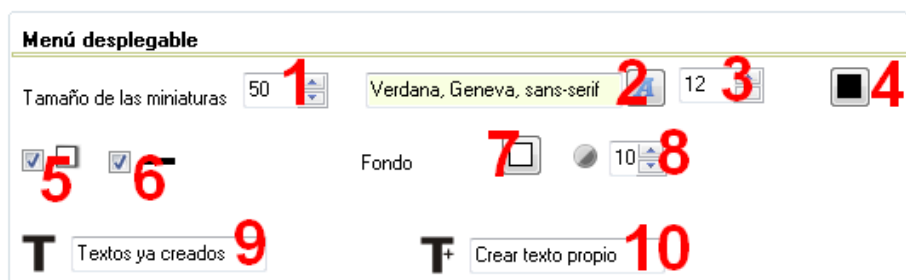 Menú desplegable
Tamaño de las miniaturas 50 1 Verdana, Geneva, sans-serif 2 A 12 3 4
5 6 Fondo 7 10 8
T Textos ya creados 9 T+ Crear texto propio 10